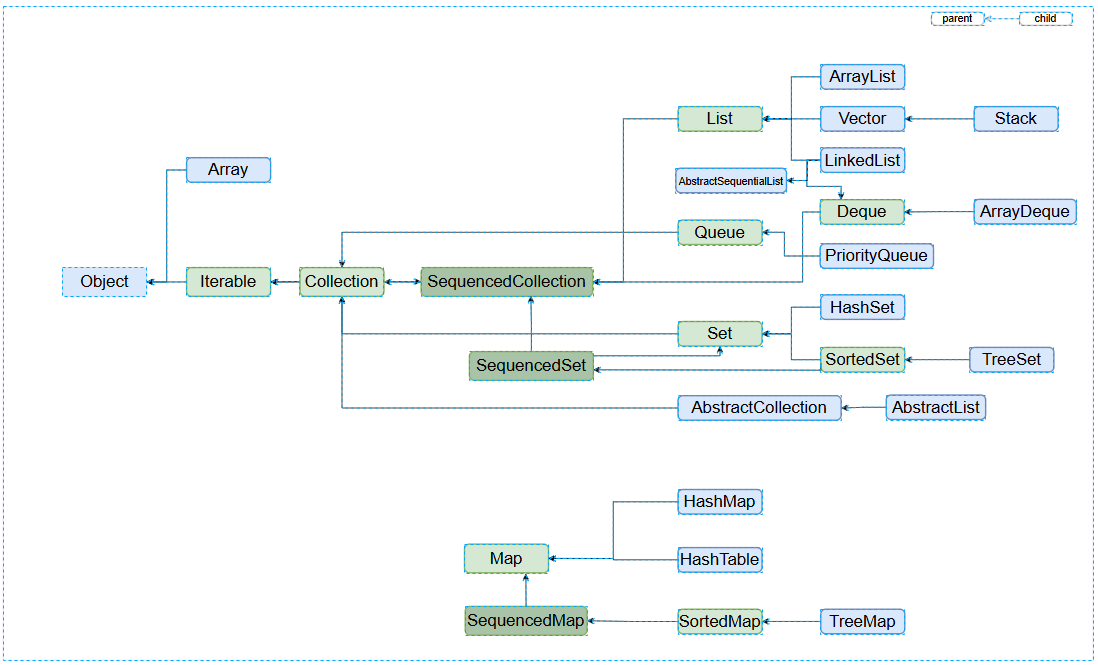 parent
child
ArrayList
List
Vector
Stack
Array
LinkedList
AbstractSequentialList
Deque
ArrayDeque
Queue
PriorityQueue
Object
Iterable
Collection
SequencedCollection
HashSet
Set
SequencedSet
SortedSet
TreeSet
AbstractCollection
AbstractList
HashMap
Map
HashTable
SequencedMap
SortedMap
TreeMap